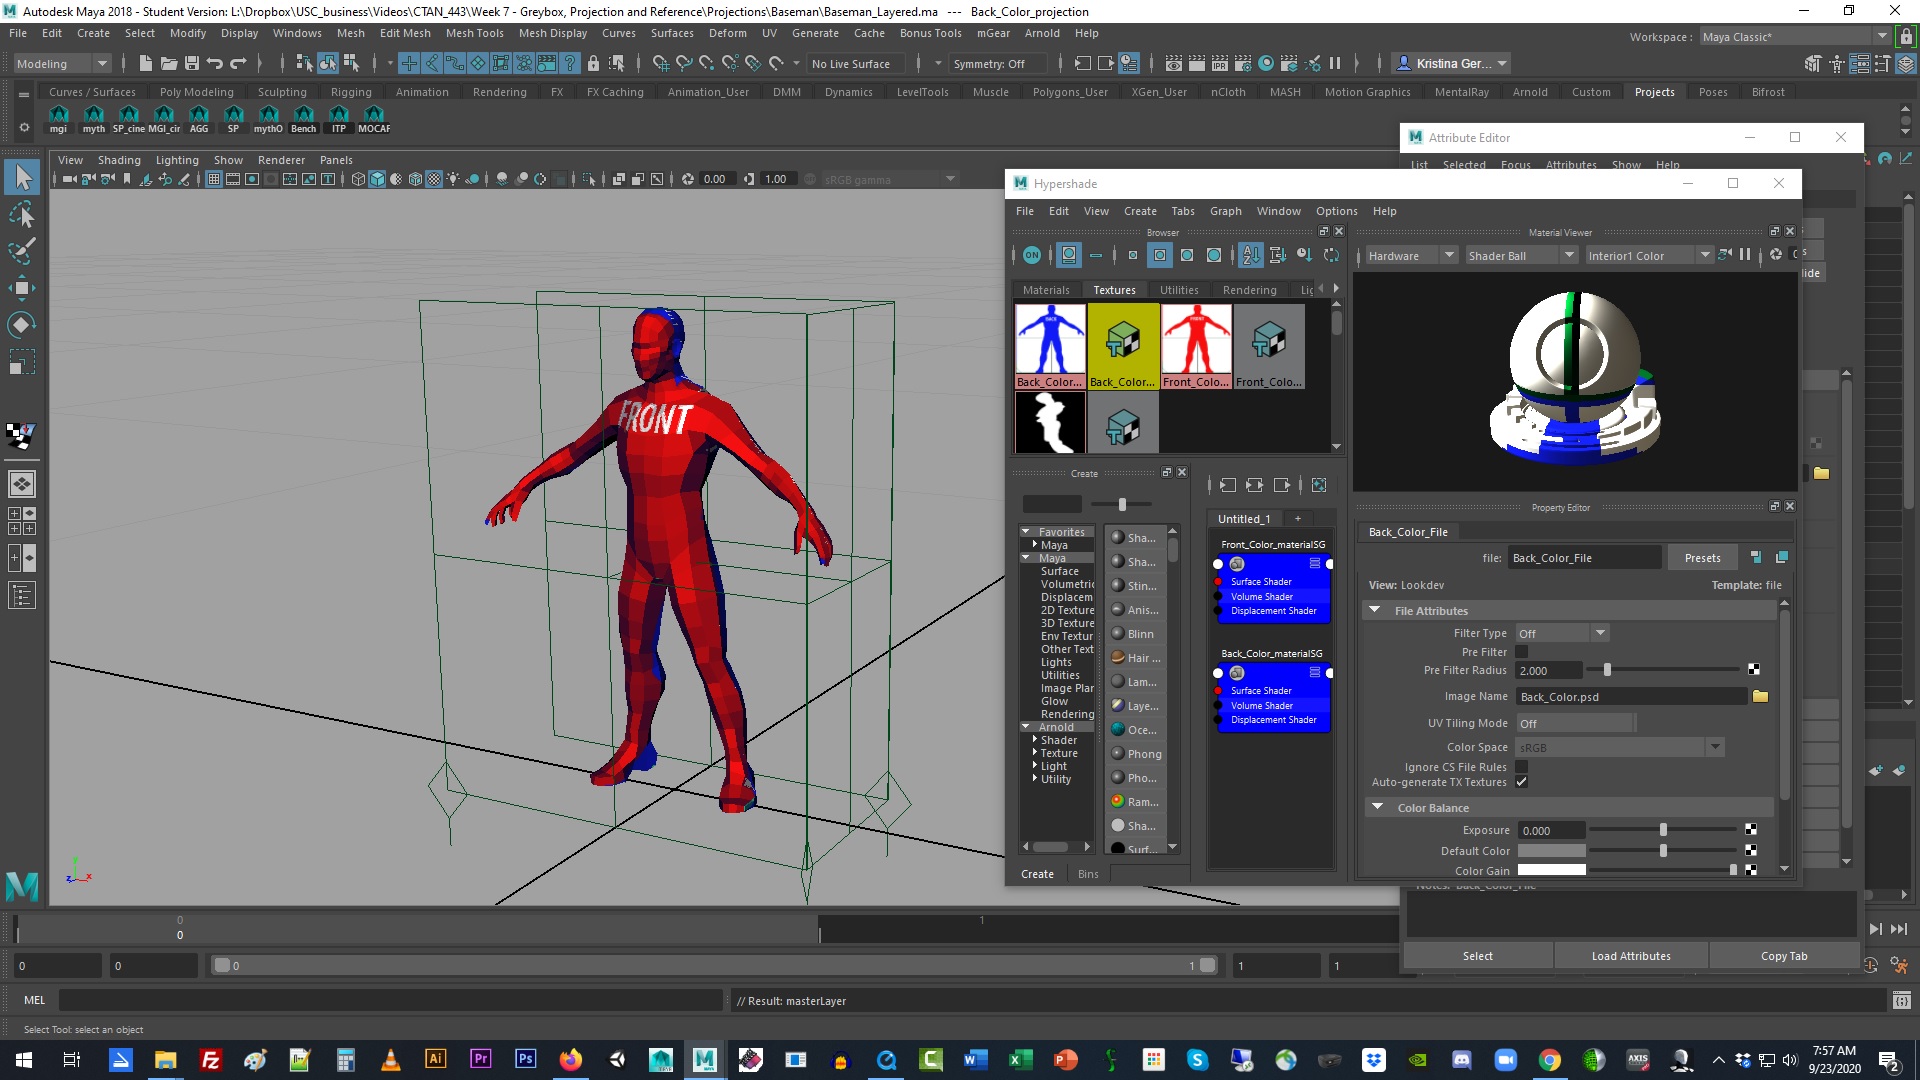 Autodesk Maya 2018 - Student Version: L:\Dropbox\USC_business\Videos\CTAN_443\Week 7 - Greybox, Projection and Reference\Projections\Baseman\Baseman_Layered.ma --- Back_Color_projection
File Edit Create Select Modify Display Windows Mesh Edit Mesh Mesh Tools Mesh Display Curves Surfaces Deform UV Generate Cache Bonus Tools mGear Arnold Help
Workspace : Maya Classic*
Modeling No Live Surface Symmetry: Off IPR Kristina Ger...
Curves / Surfaces Poly Modeling Sculpting Rigging Animation Rendering FX FX Caching Animation_User DMM Dynamics LevelTools Muscle Polygons_User XGen_User nCloth MASH Motion Graphics MentalRay Arnold Custom Projects Poses Bifrost
mgi myth SP_cine MGI_cir AGG SP mythO Bench ITP MOCAF
Attribute Editor
List Selected Focus Attributes Show Help
View Shading Lighting Show Renderer Panels
0.00 1.00 sRGB gamma
FRONT
Hypershade
File Edit View Create Tabs Graph Window Options Help
Browser
ON
Materials Textures Utilities Rendering Lig
Back_Color... Back_Color... Front_Colo... Front_Colo...
Material Viewer
Hardware Shader Ball Interior1 Color
ide
Create
Favorites
Maya
Maya
Surface
Volumetric
Displacem
2D Texture
3D Texture
Env Textur
Other Text
Lights
Utilities
Image Plan
Glow
Rendering
Arnold
Shader
Texture
Light
Utility
Sha...
Sha...
Stin...
Anis...
Blinn
Hair ...
Lam...
Laye...
Oce...
Phong
Pho...
Ram...
Sha...
Surf...
Create Bins
Untitled_1 +
Front_Color_materialSG
Surface Shader
Volume Shader
Displacement Shader
Back_Color_materialSG
Surface Shader
Volume Shader
Displacement Shader
Property Editor
Back_Color_File
file: Back_Color_File Presets
View: Lookdev Template: file
File Attributes
Filter Type Off
Pre Filter
Pre Filter Radius 2.000
Image Name Back_Color.psd
UV Tiling Mode Off
Color Space sRGB
Ignore CS File Rules
Auto-generate TX Textures
Color Balance
Exposure 0.000
Default Color
Color Gain
Notes: Back_Color_File
Select Load Attributes Copy Tab
0 1
0
0 0 0 1 1 1
MEL // Result: masterLayer
Select Tool: select an object
Ai Pr Ps
7:57 AM
9/23/2020
2